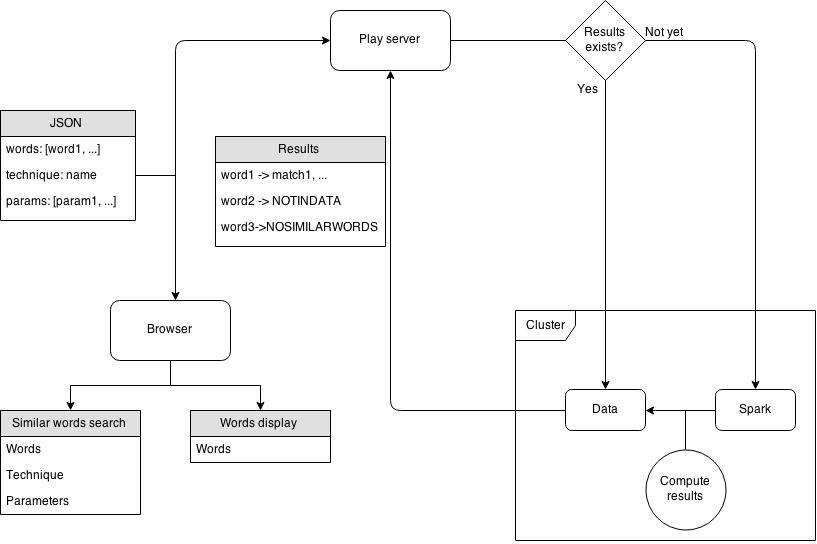 Play server
Results
exists?
Not yet
Yes
JSON
words: [word1, ...]
technique: name
params: [param1, ...]
Results
word1 -> match1, ...
word2 -> NOTINDATA
word3->NOSIMILARWORDS
Browser
Cluster
Similar words search
Words
Technique
Parameters
Words display
Words
Data
Spark
Compute
results